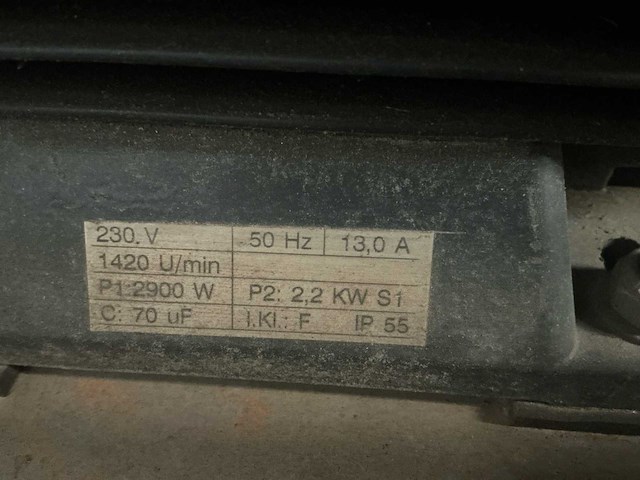 230. V 50 Hz 13,0 A
1420 U/min
P1:2900 W P2: 2,2 KW S1
C: 70 uF I.Kl.: F IP 55